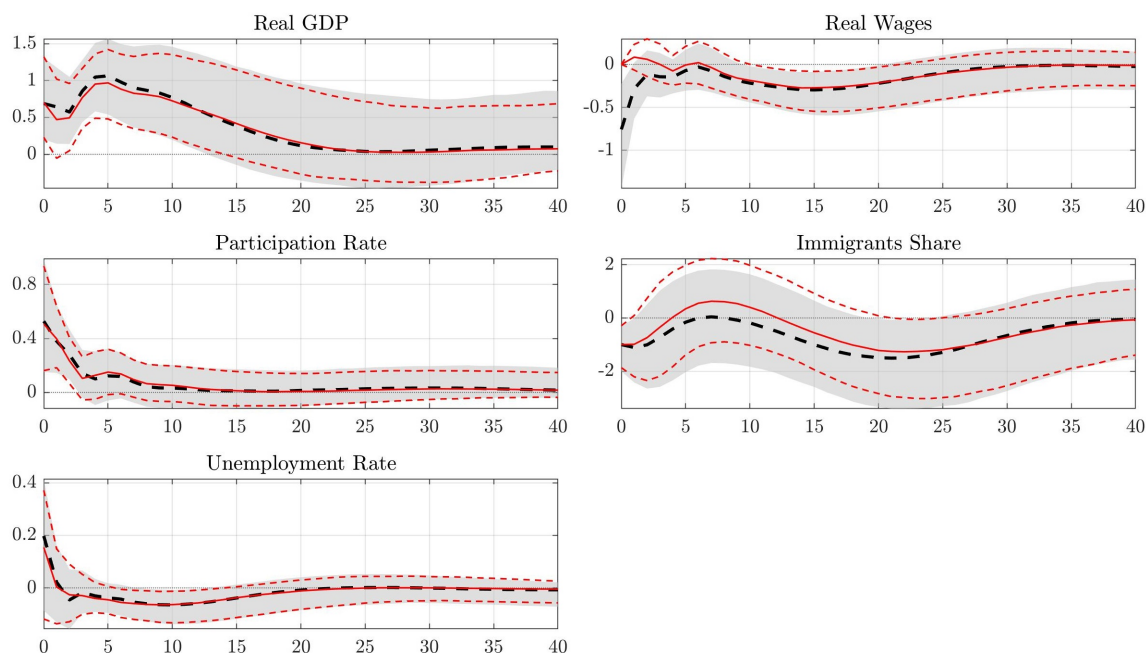 Real GDP
1.5
1
0.5
0
0 5 10 15 20 25 30 35 40
Real Wages
0
-0.5
-1
0 5 10 15 20 25 30 35 40
Participation Rate
0.8
0.4
0
0 5 10 15 20 25 30 35 40
Immigrants Share
2
0
-2
0 5 10 15 20 25 30 35 40
Unemployment Rate
0.4
0.2
0
0 5 10 15 20 25 30 35 40